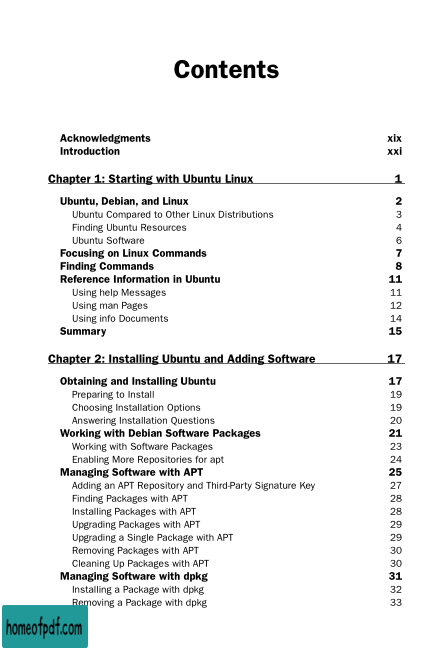 Contents
Acknowledgments xix
Introduction xxi
Chapter 1: Starting with Ubuntu Linux 1
Ubuntu, Debian, and Linux 2
Ubuntu Compared to Other Linux Distributions 3
Finding Ubuntu Resources 4
Ubuntu Software 6
Focusing on Linux Commands 7
Finding Commands 8
Reference Information in Ubuntu 11
Using help Messages 11
Using man Pages 12
Using info Documents 14
Summary 15
Chapter 2: Installing Ubuntu and Adding Software 17
Obtaining and Installing Ubuntu 17
Preparing to Install 19
Choosing Installation Options 19
Answering Installation Questions 20
Working with Debian Software Packages 21
Working with Software Packages 23
Enabling More Repositories for apt 24
Managing Software with APT 25
Adding an APT Repository and Third-Party Signature Key 27
Finding Packages with APT 28
Installing Packages with APT 28
Upgrading Packages with APT 29
Upgrading a Single Package with APT 29
Removing Packages with APT 30
Cleaning Up Packages with APT 30
Managing Software with dpkg 31
Installing a Package with dpkg 32
Removing a Package with dpkg 33
homeofpdf.com